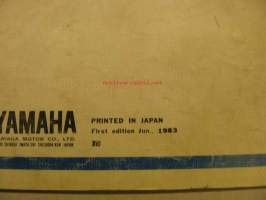 YAMAHA
YAMAHA MOTOR CO., LTD.
PRINTED IN JAPAN
First edition Jun., 1983